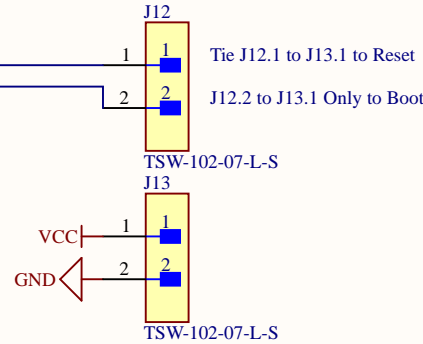 J12
1 1 Tie J12.1 to J13.1 to Reset
2 2 J12.2 to J13.1 Only to Boot
TSW-102-07-L-S
J13
VCC 1 1
GND 2 2
TSW-102-07-L-S